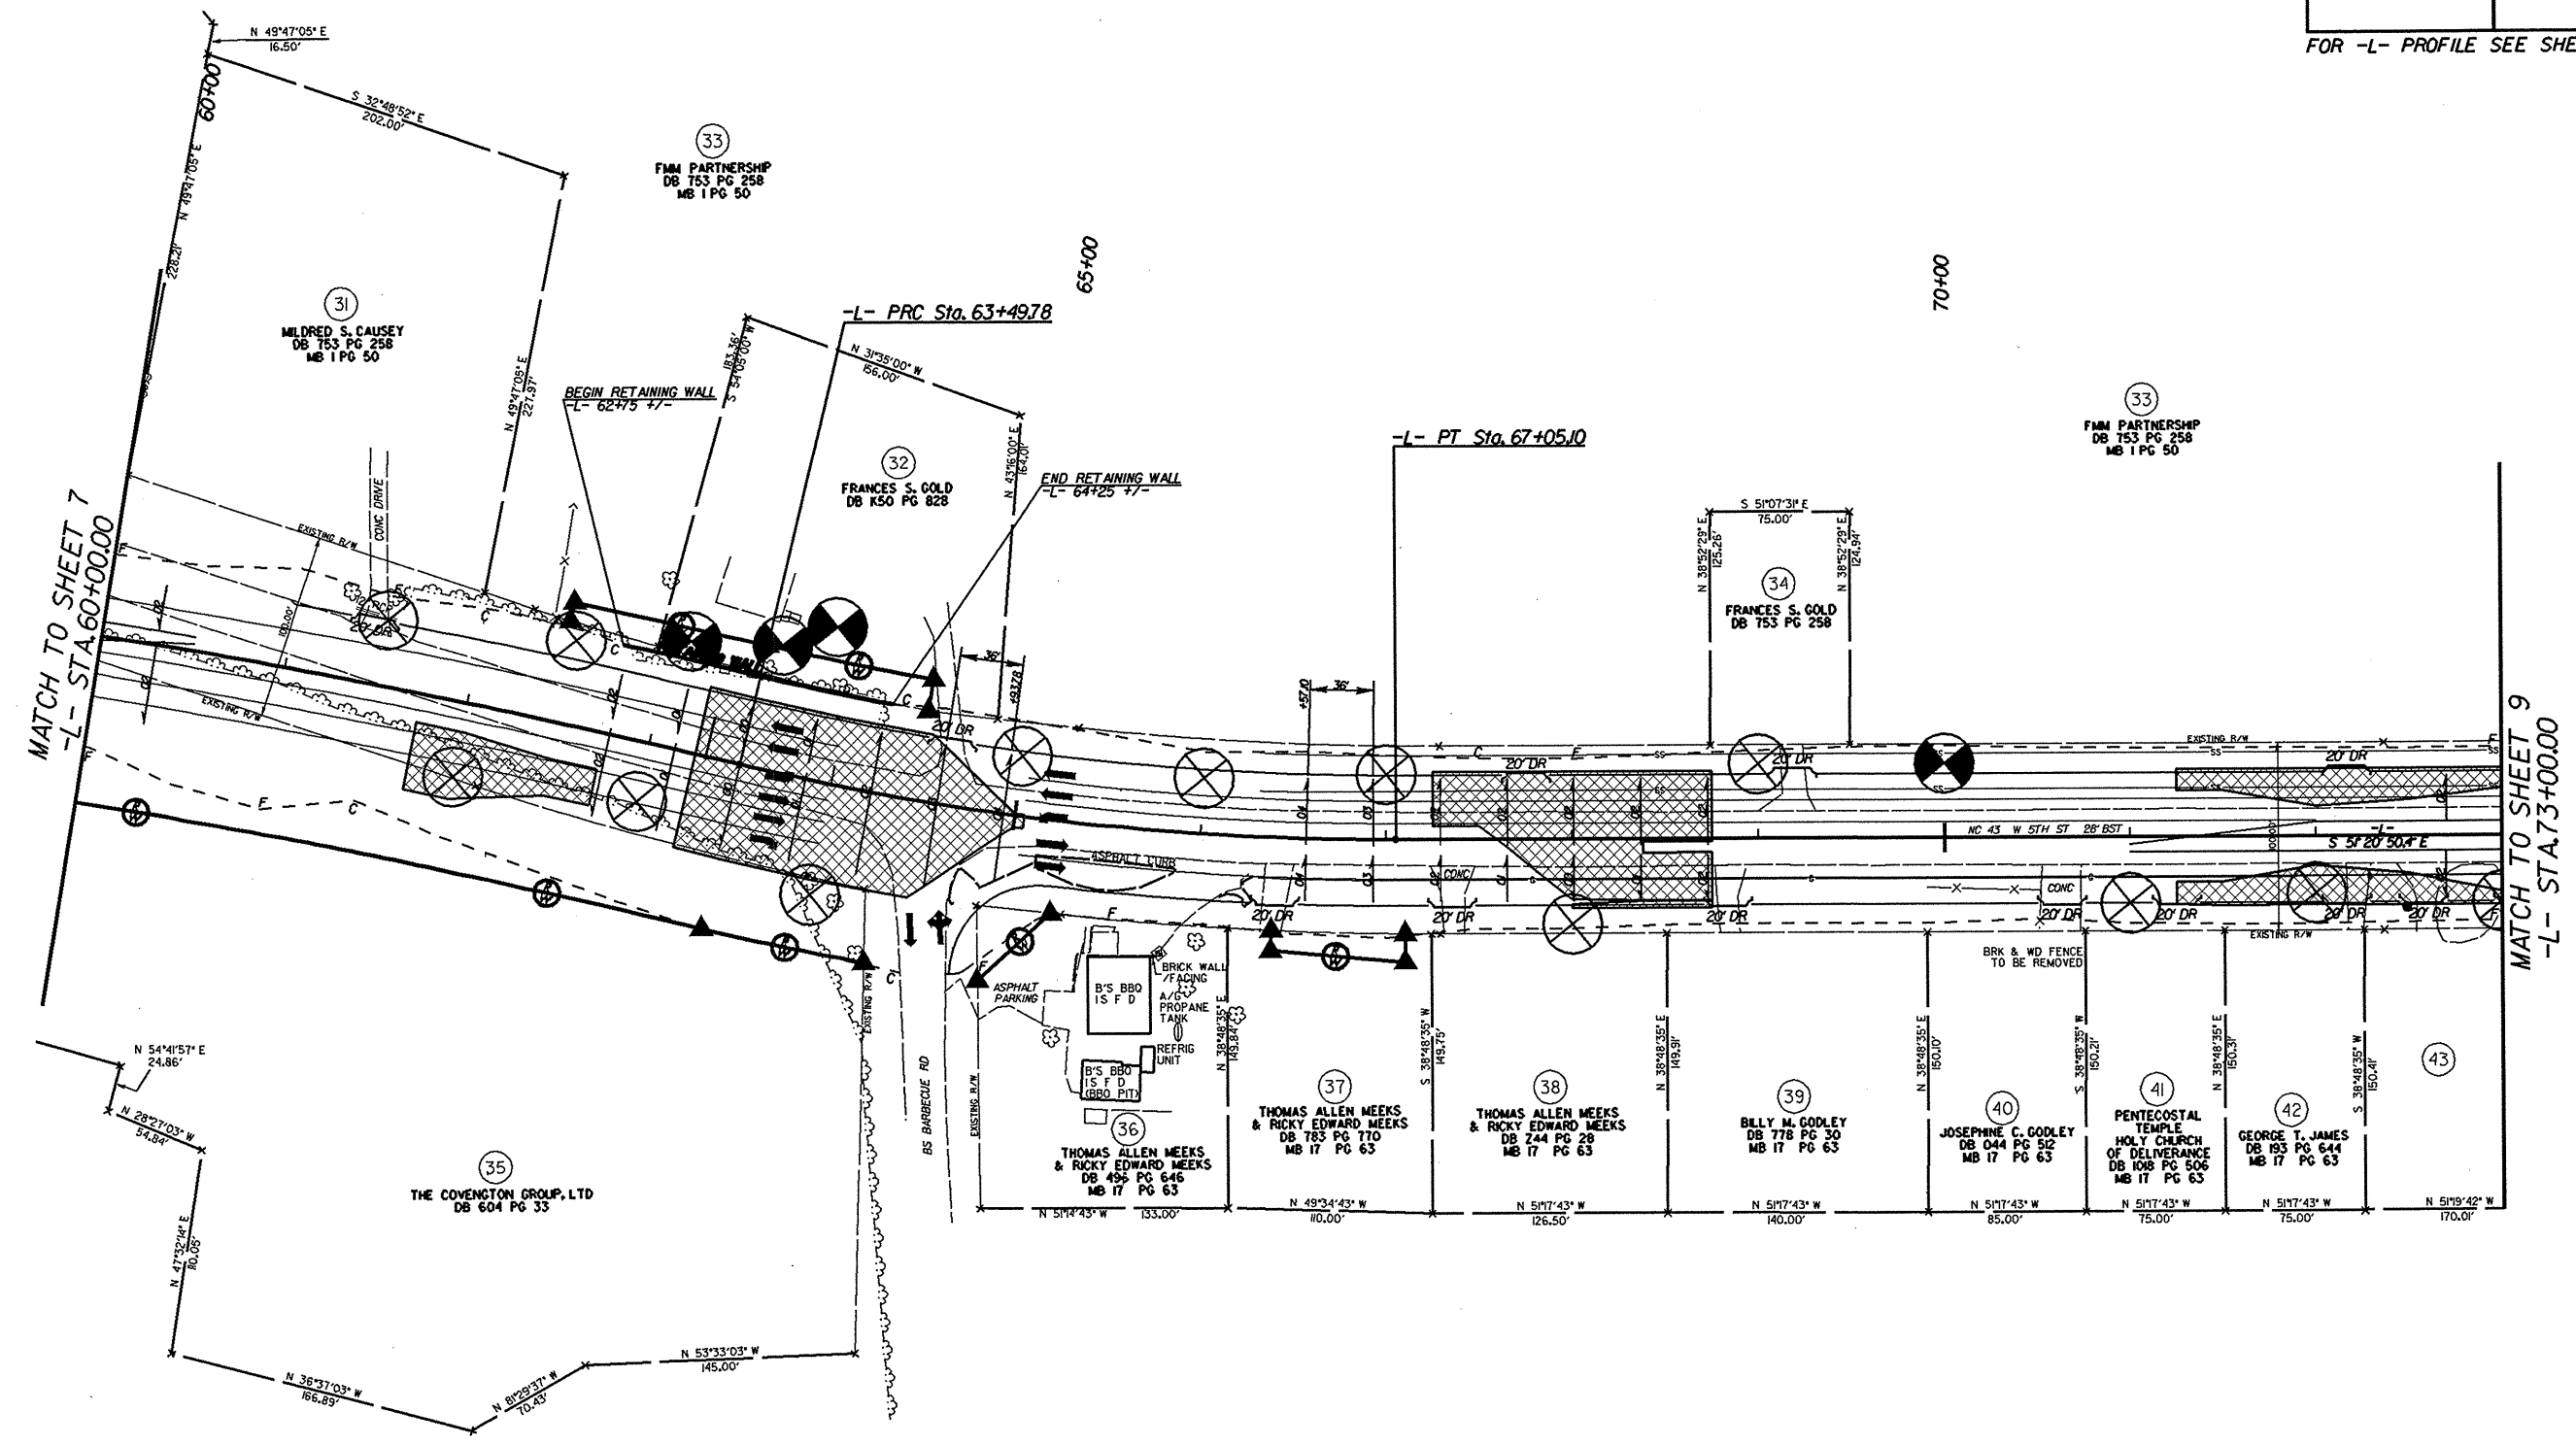 FOR -L- PROFILE SEE SHE
N 49°47'05" E
16.50'
60+00
S 32°48'52" E
202.00'
N 49°47'05" E
228.21'
33
FMM PARTNERSHIP
DB 753 PG 258
MB 1 PG 50
31
MILDRED S. CAUSEY
DB 753 PG 258
MB 1 PG 50
N 49°47'05" E
227.97'
65+00
70+00
-L- PRC Sta. 63+49.78
183.36'
S 54°05'00" W
N 31°35'00" W
156.00'
BEGIN RETAINING WALL
-L- 62+75 +/-
32
FRANCES S. GOLD
DB K50 PG 828
N 43°16'00" E
164.01'
END RETAINING WALL
-L- 64+25 +/-
-L- PT Sta. 67+05.10
33
FMM PARTNERSHIP
DB 753 PG 258
MB 1 PG 50
S 51°07'31" E
75.00'
N 38°52'29" E
125.26'
N 38°52'29" E
124.94'
34
FRANCES S. GOLD
DB 753 PG 258
MATCH TO SHEET 7
-L- STA.60+00.00
CONC DRIVE
EXISTING R/W
100.00'
EXISTING R/W
20' DR
36'
+93.78
20' DR
+57.10
36'
20' DR
20' DR
EXISTING R/W
20' DR
NC 43 W 5TH ST 28' BST
-L-
S 51°20'50.4" E
MATCH TO SHEET 9
-L- STA.73+00.00
ASPHALT CURB
CONC
CONC
20' DR
20' DR
20' DR
20' DR
20' DR
20' DR
20' DR
EXISTING R/W
BRK & WD FENCE
TO BE REMOVED
ASPHALT
PARKING
B'S BBQ
IS F D
BRICK WALL
/FACING
A/G
PROPANE
TANK
REFRIG
UNIT
B'S BBQ
IS F D
(BBQ PIT)
EXISTING R/W
BS BARBECUE RD
EXISTING R/W
N 38°48'35" E
149.84'
S 38°48'35" W
149.75'
N 38°48'35" E
149.91'
N 38°48'35" E
150.10'
S 38°48'35" W
150.21'
N 38°48'35" E
150.31'
S 38°48'35" W
150.41'
36
THOMAS ALLEN MEEKS
& RICKY EDWARD MEEKS
DB 496 PG 646
MB 17 PG 63
37
THOMAS ALLEN MEEKS
& RICKY EDWARD MEEKS
DB 783 PG 770
MB 17 PG 63
38
THOMAS ALLEN MEEKS
& RICKY EDWARD MEEKS
DB Z44 PG 28
MB 17 PG 63
39
BILLY M. GODLEY
DB 778 PG 30
MB 17 PG 63
40
JOSEPHINE C. GODLEY
DB O44 PG 512
MB 17 PG 63
41
PENTECOSTAL
TEMPLE
HOLY CHURCH
OF DELIVERANCE
DB 1018 PG 506
MB 17 PG 63
42
GEORGE T. JAMES
DB 193 PG 644
MB 17 PG 63
43
N 51°14'43" W
133.00'
N 49°34'43" W
110.00'
N 51°17'43" W
126.50'
N 51°17'43" W
140.00'
N 51°17'43" W
85.00'
N 51°17'43" W
75.00'
N 51°17'43" W
75.00'
N 51°19'42" W
170.01'
N 54°41'57" E
24.86'
N 28°27'03" W
54.84'
35
THE COVENGTON GROUP, LTD
DB 604 PG 33
N 47°32'14" E
110.05'
N 36°37'03" W
166.89'
N 81°29'37" W
70.43'
N 53°33'03" W
145.00'